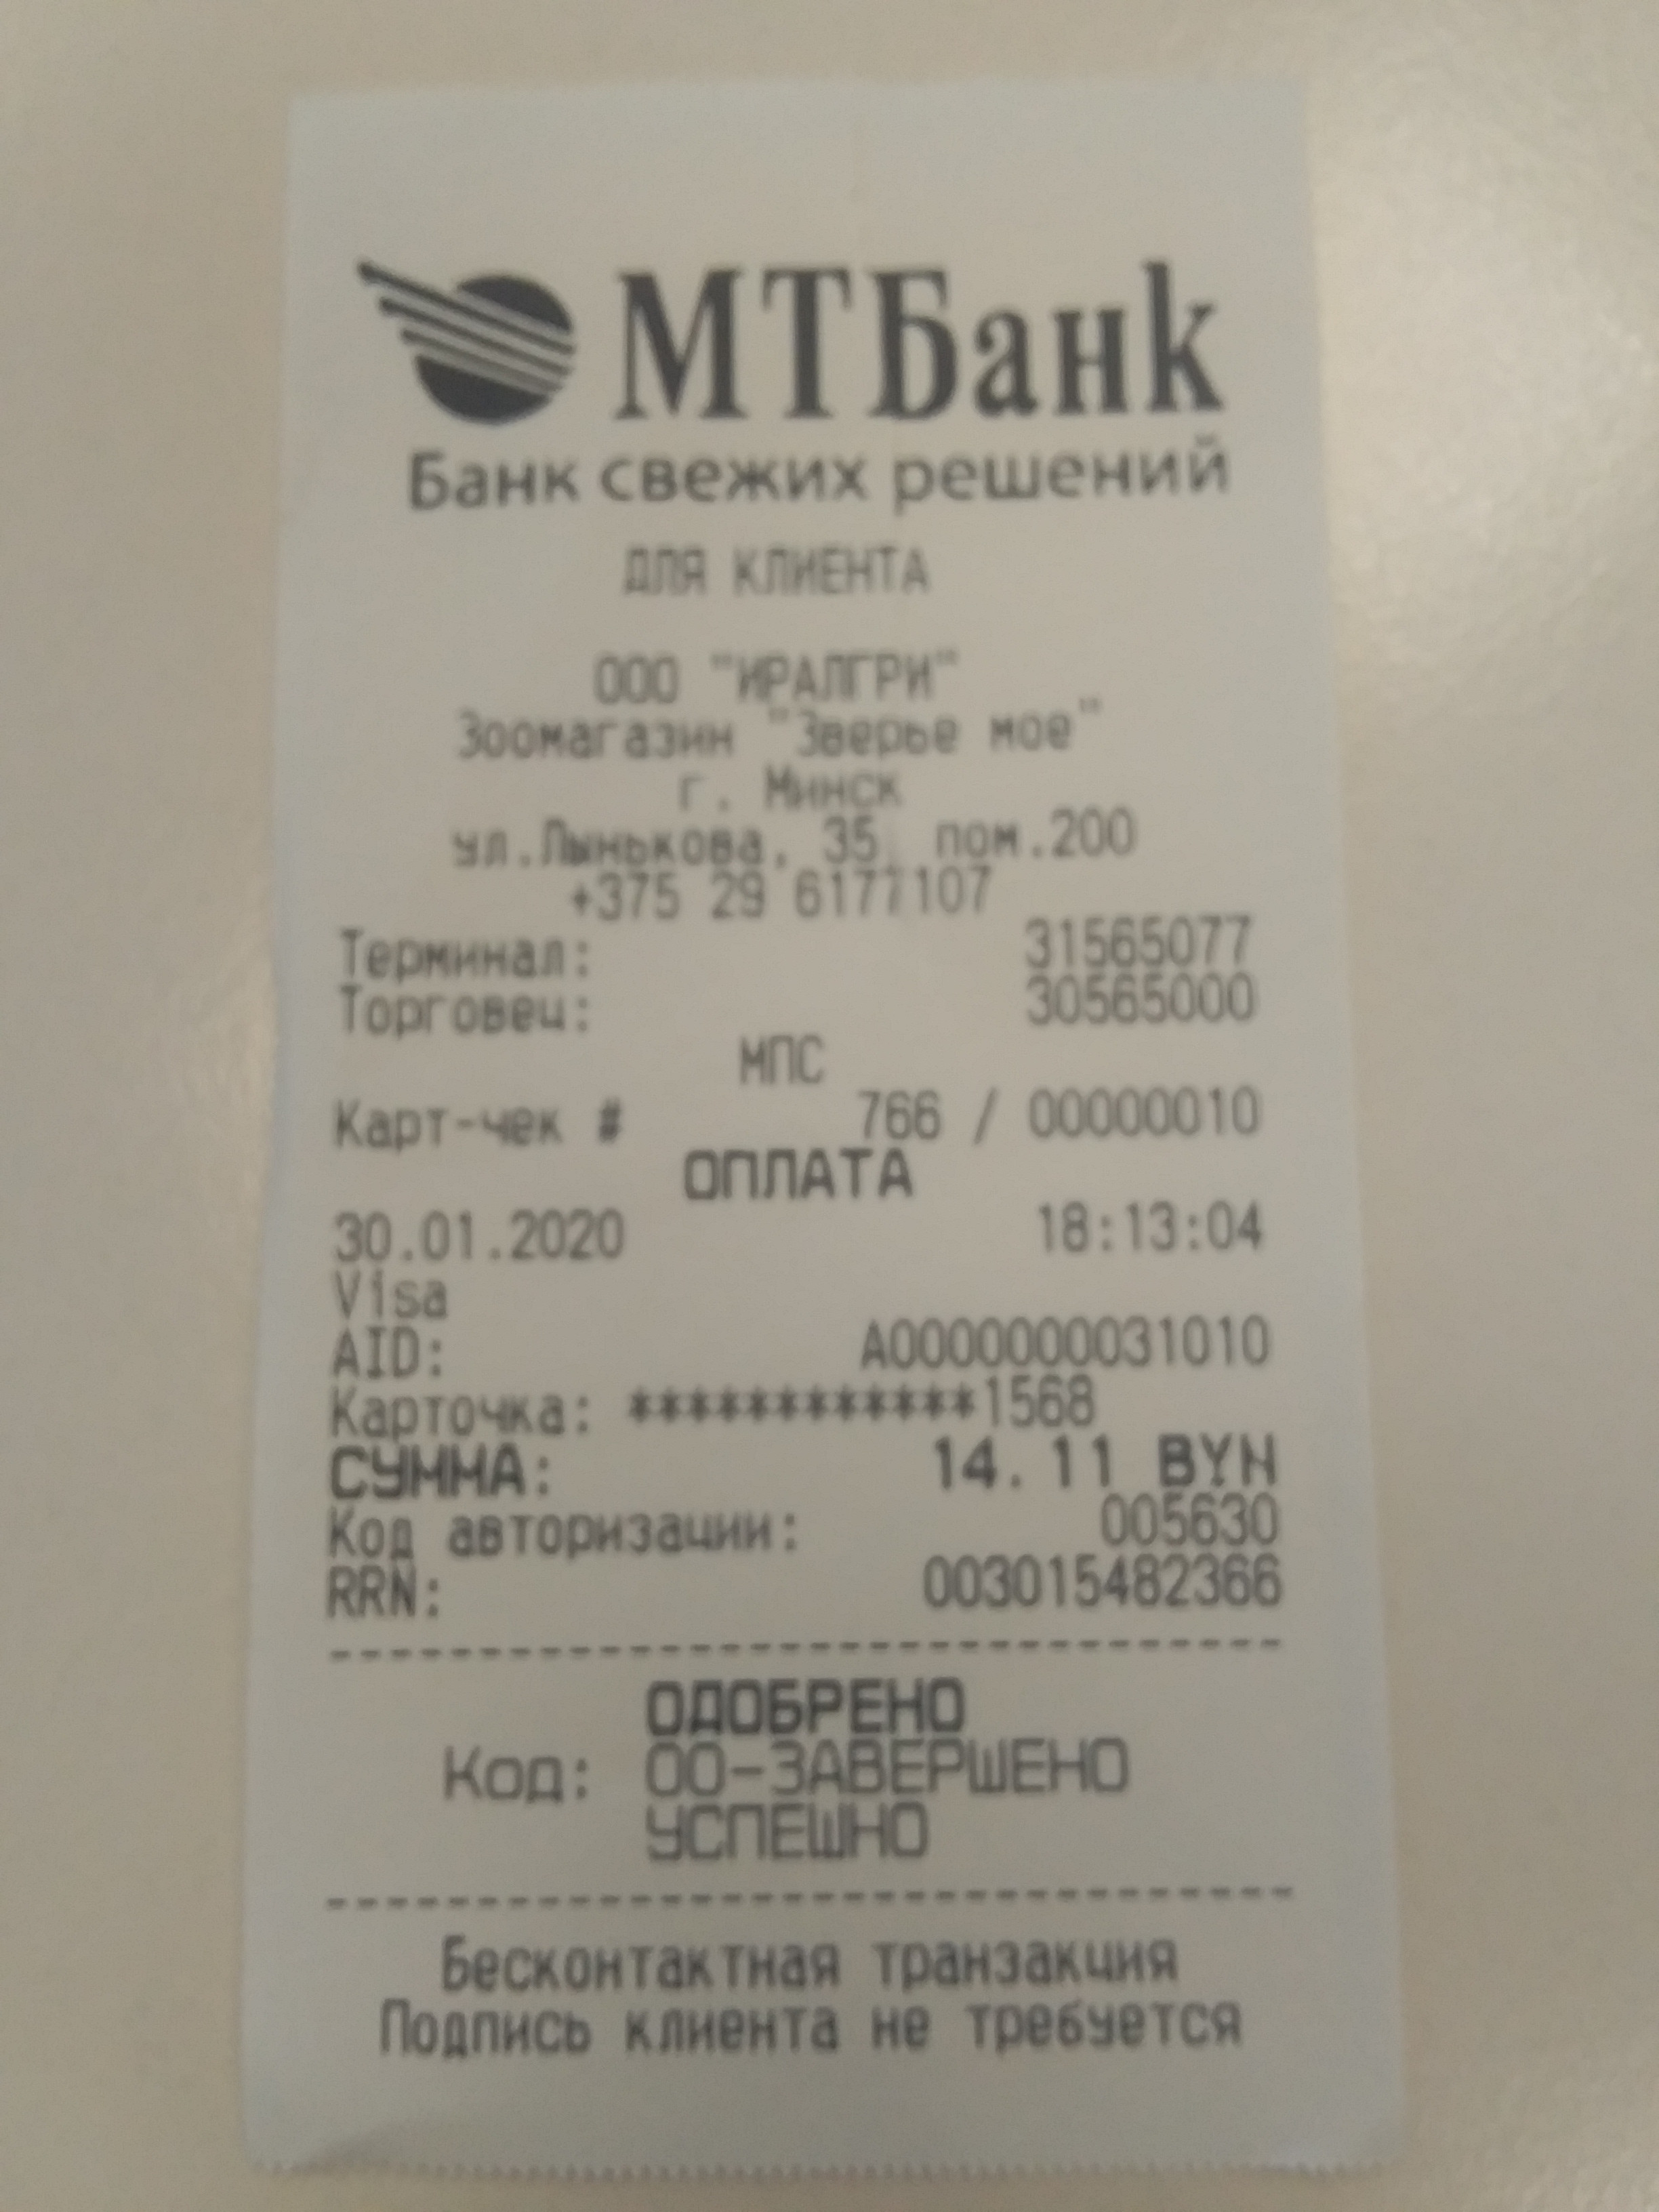 МТБанк
Банк свежих решений
ДЛЯ КЛИЕНТА
ООО "ИРАЛГРИ"
Зоомагазин "Зверье мое"
г. Минск
ул.Лынькова, 35 пом.200
+375 29 6177107
Терминал: 31565077
Торговец: 30565000
МПС
Карт-чек # 766 / 00000010
ОПЛАТА
30.01.2020 18:13:04
Visa
AID: A0000000031010
Карточка: ************1568
СУММА: 14.11 BYN
Код авторизации: 005630
RRN: 003015482366
--------------------------------
ОДОБРЕНО
Код: 00-ЗАВЕРШЕНО
УСПЕШНО
--------------------------------
Бесконтактная транзакция
Подпись клиента не требуется